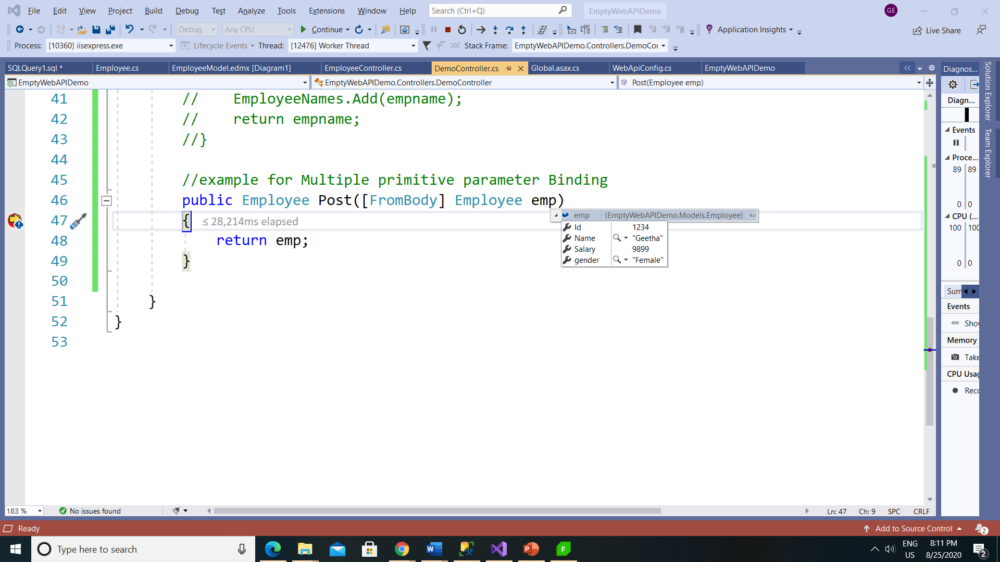 File Edit View Project Build Debug Test Analyze Tools Extensions Window Help Search (Ctrl+Q) EmptyWebAPIDemo GE
Debug Any CPU Continue Application Insights Live Share
Process: [10360] iisexpress.exe Lifecycle Events Thread: [12476] Worker Thread Stack Frame: EmptyWebAPIDemo.Controllers.DemoCor
SQLQuery1.sql * Employee.cs EmployeeModel.edmx [Diagram1] EmployeeController.cs DemoController.cs Global.asax.cs WebApiConfig.cs EmptyWebAPIDemo
EmptyWebAPIDemo EmptyWebAPIDemo.Controllers.DemoController Post(Employee emp)
41 // EmployeeNames.Add(empname);
42 // return empname;
43 //}
44
45 //example for Multiple primitive parameter Binding
46 public Employee Post([FromBody] Employee emp)
47 { ≤ 28,214ms elapsed
48 return emp;
49 }
50
51 }
52 }
53
emp {EmptyWebAPIDemo.Models.Employee}
Id 1234
Name "Geetha"
Salary 9899
gender "Female"
Diagnos...
Diagn...
Events
Proce...
89 89
0 0
CPU (...
100 100
0 0
Sum
Events
Show
Memory
Take
CPU Usag
Reco
Solution Explorer
Team Explorer
183 % No issues found Ln: 47 Ch: 9 SPC CRLF
Ready Add to Source Control 2
Type here to search ENG 8:11 PM
US 8/25/2020 2